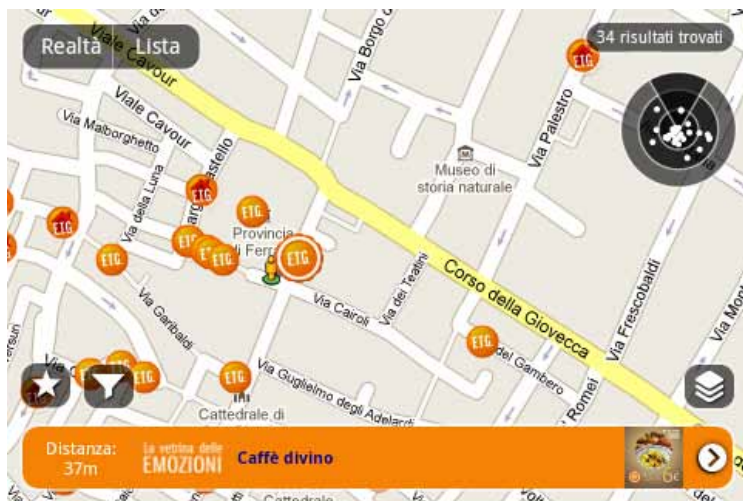 Realtà Lista
34 risultati trovati
Viale Cavour
Via Borgo d
Via Palestro
Viale Cavour
Via Malborghetto
Museo di
storia naturale
Via della Luna
Provincia
di Ferra
ETG.
Via Cairoli
Via dei Teatini
Corso della Giovecca
Via Frescobaldi
Via Garibaldi
Via Guglielmo degli Adelardi
del Gambero
Romei
Cattedrale di
Distanza:
37m
La vetrina delle
EMOZIONI
Caffè divino
Cattedrale